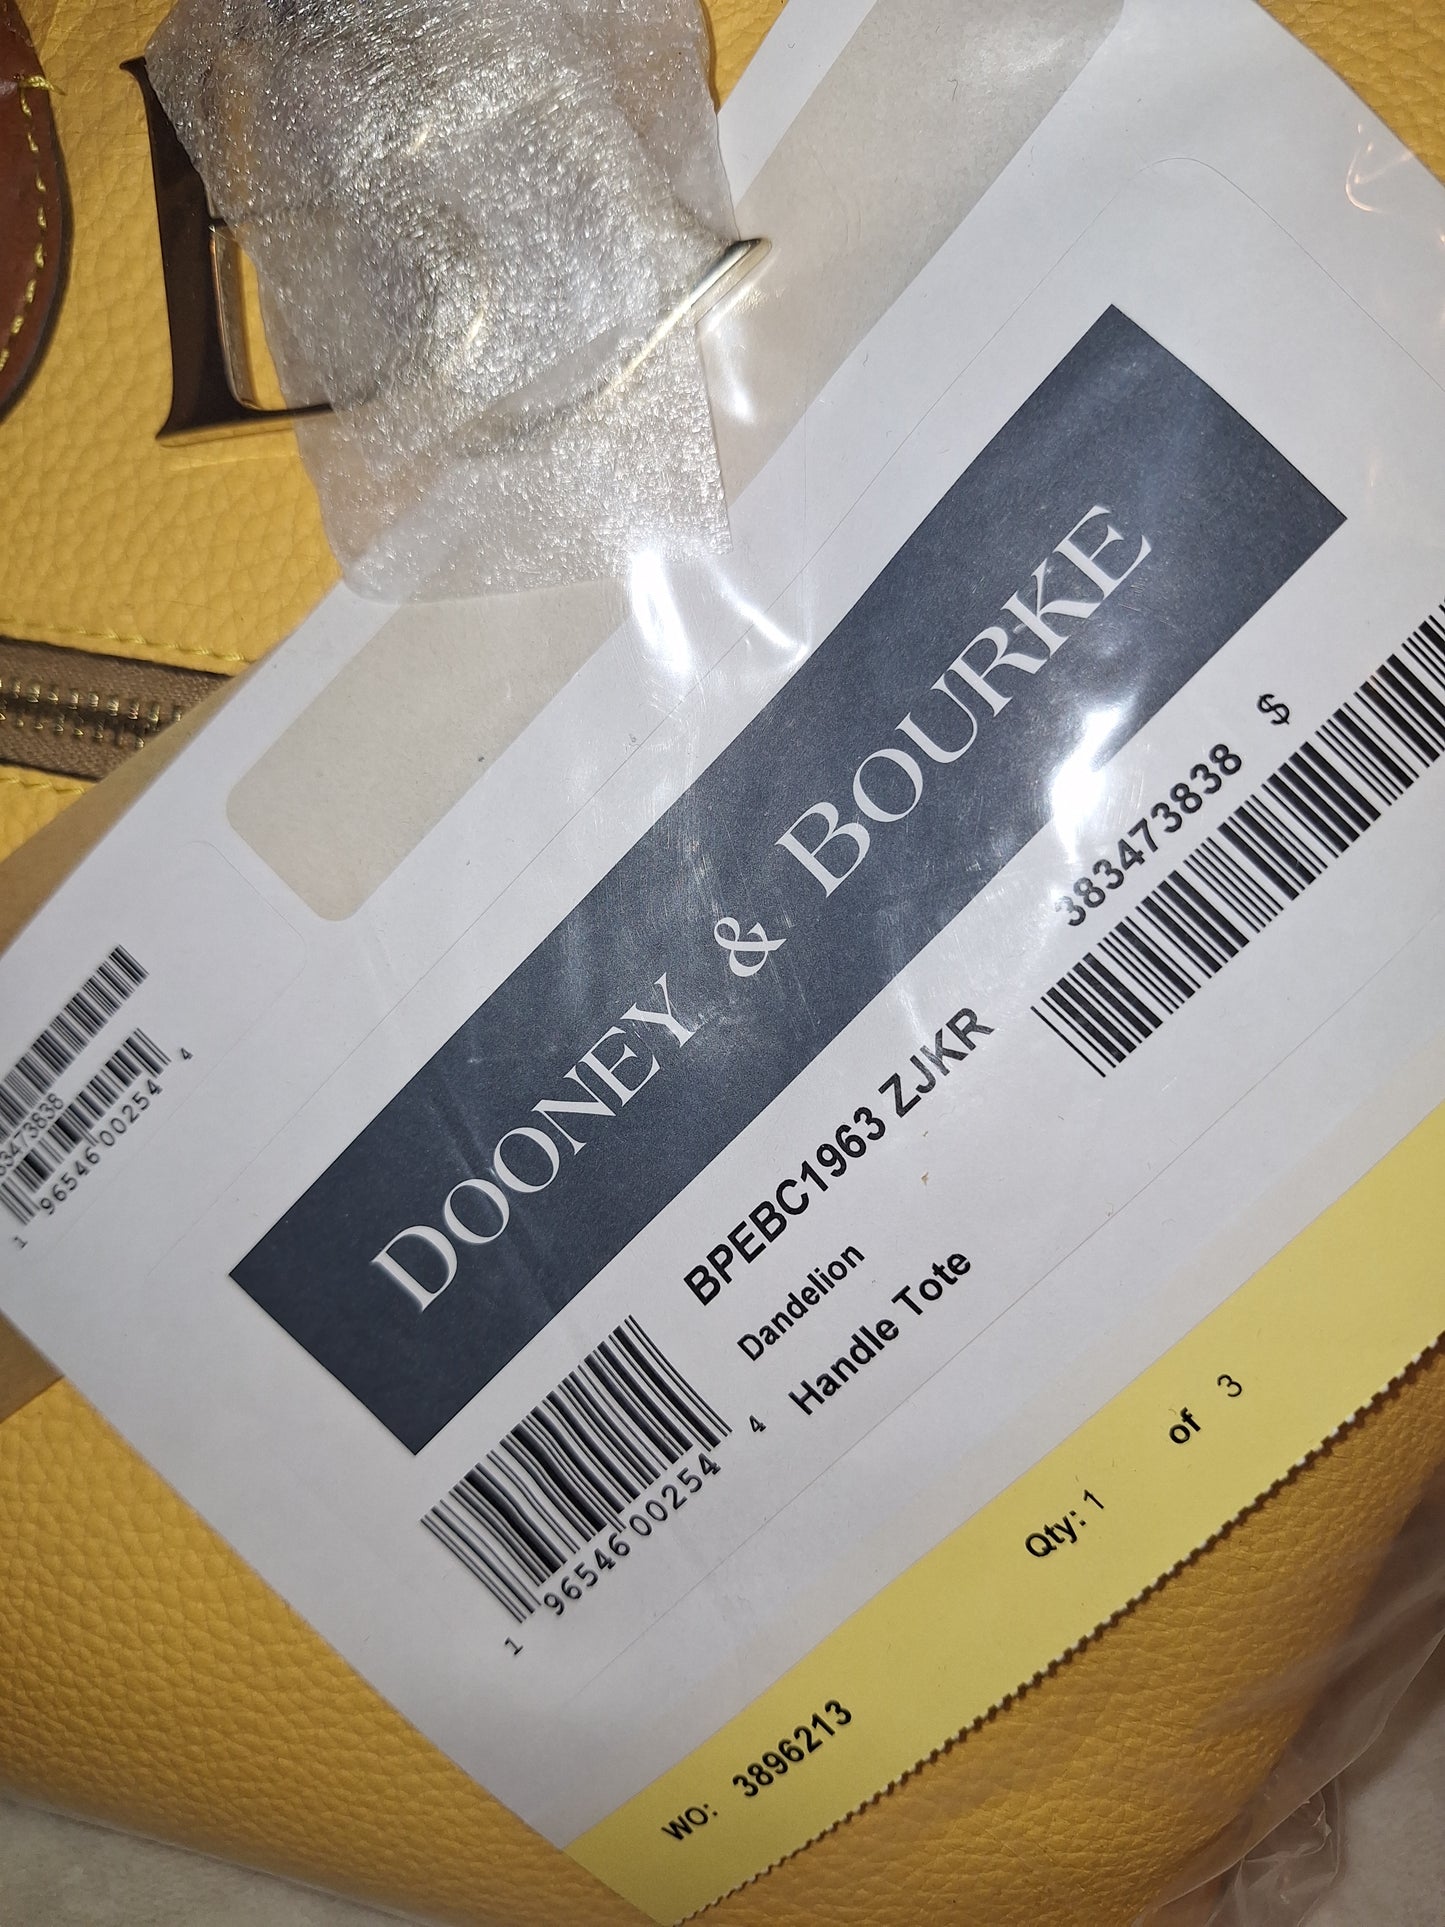 DOONEY & BOURKE
383473838 $
BPEBC1963 ZJKR
Dandelion
Handle Tote
1 96546 00254 4
1 96546 00254 4
WO: 3896213 Qty: 1 of 3